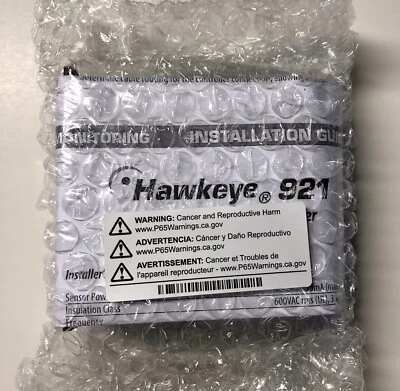 MONITORING INSTALLATION GUI
Hawkeye® 921
WARNING: Cancer and Reproductive Harm
www.P65Warnings.ca.gov
ADVERTENCIA: Cáncer y Daño Reproductivo
www.P65Warnings.ca.gov
AVERTISSEMENT: Cancer et Troubles de
l'appareil reproducteur - www.P65Warnings.ca.gov
Installer
Sensor Pow
Insulation Class
600VAC rms
Frequency